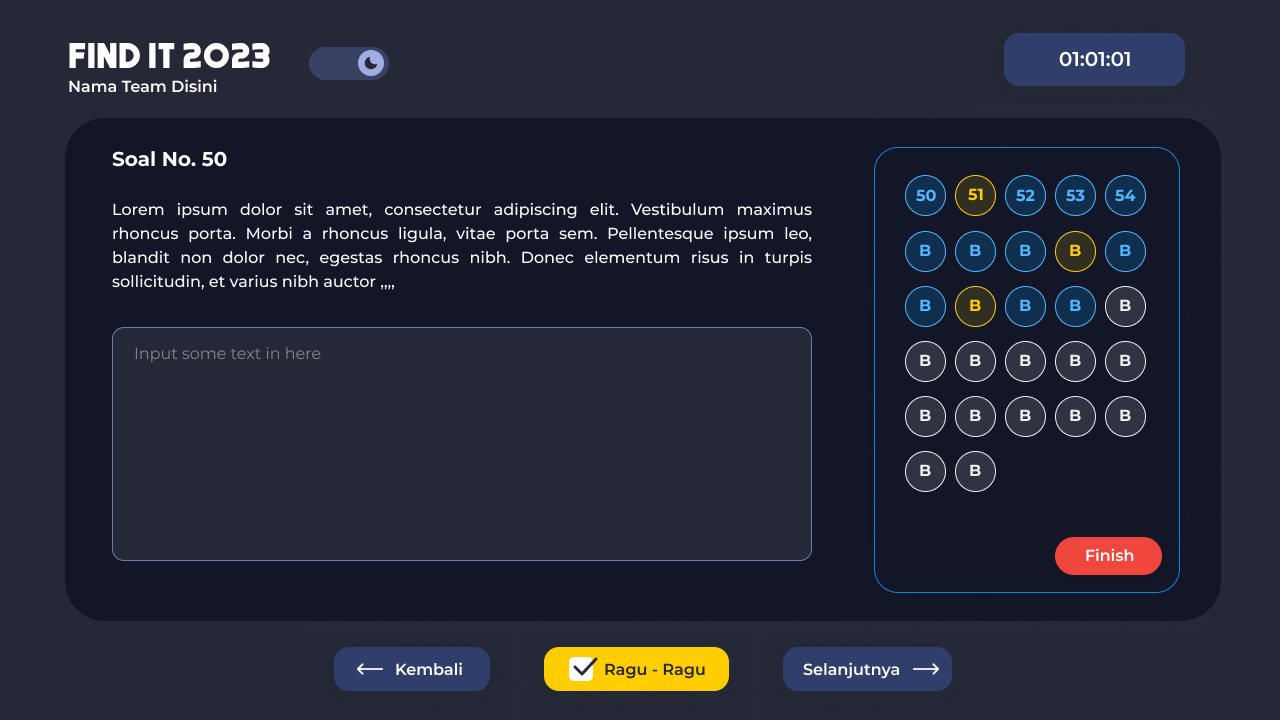 FIND IT 2023
Nama Team Disini
01:01:01
Soal No. 50
Lorem ipsum dolor sit amet, consectetur adipiscing elit. Vestibulum maximus
rhoncus porta. Morbi a rhoncus ligula, vitae porta sem. Pellentesque ipsum leo,
blandit non dolor nec, egestas rhoncus nibh. Donec elementum risus in turpis
sollicitudin, et varius nibh auctor ,,,,
Input some text in here
50 51 52 53 54
B B B B B
B B B B B
B B B B B
B B B B B
B B
Finish
Kembali
Ragu - Ragu
Selanjutnya